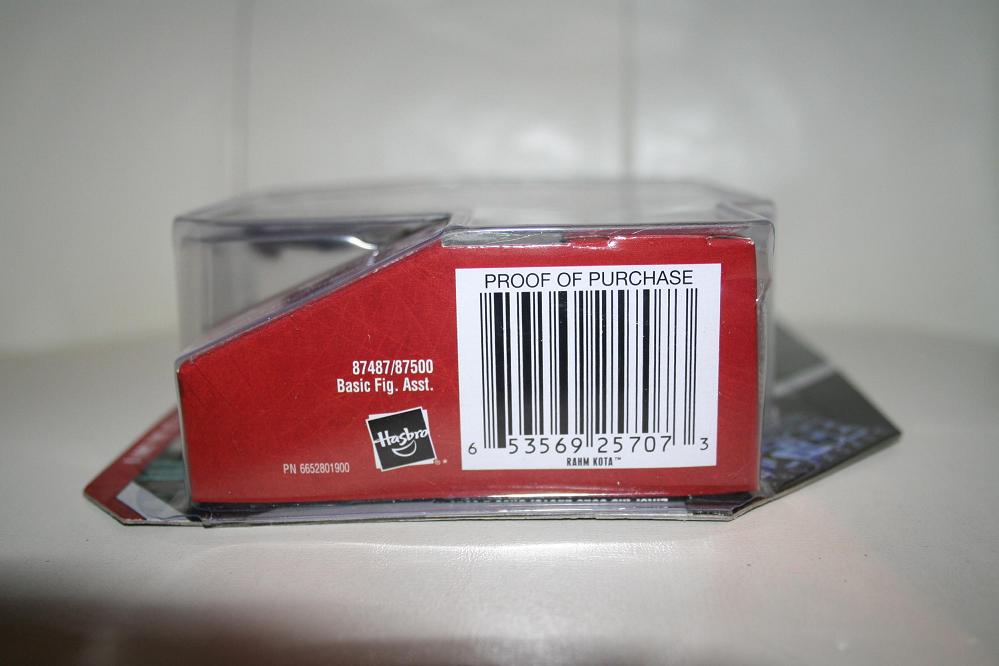 PROOF OF PURCHASE
87487/87500
Basic Fig. Asst.
Hasbro
®
PN 6652801900
6 53569 25707 3
RAHM KOTA™